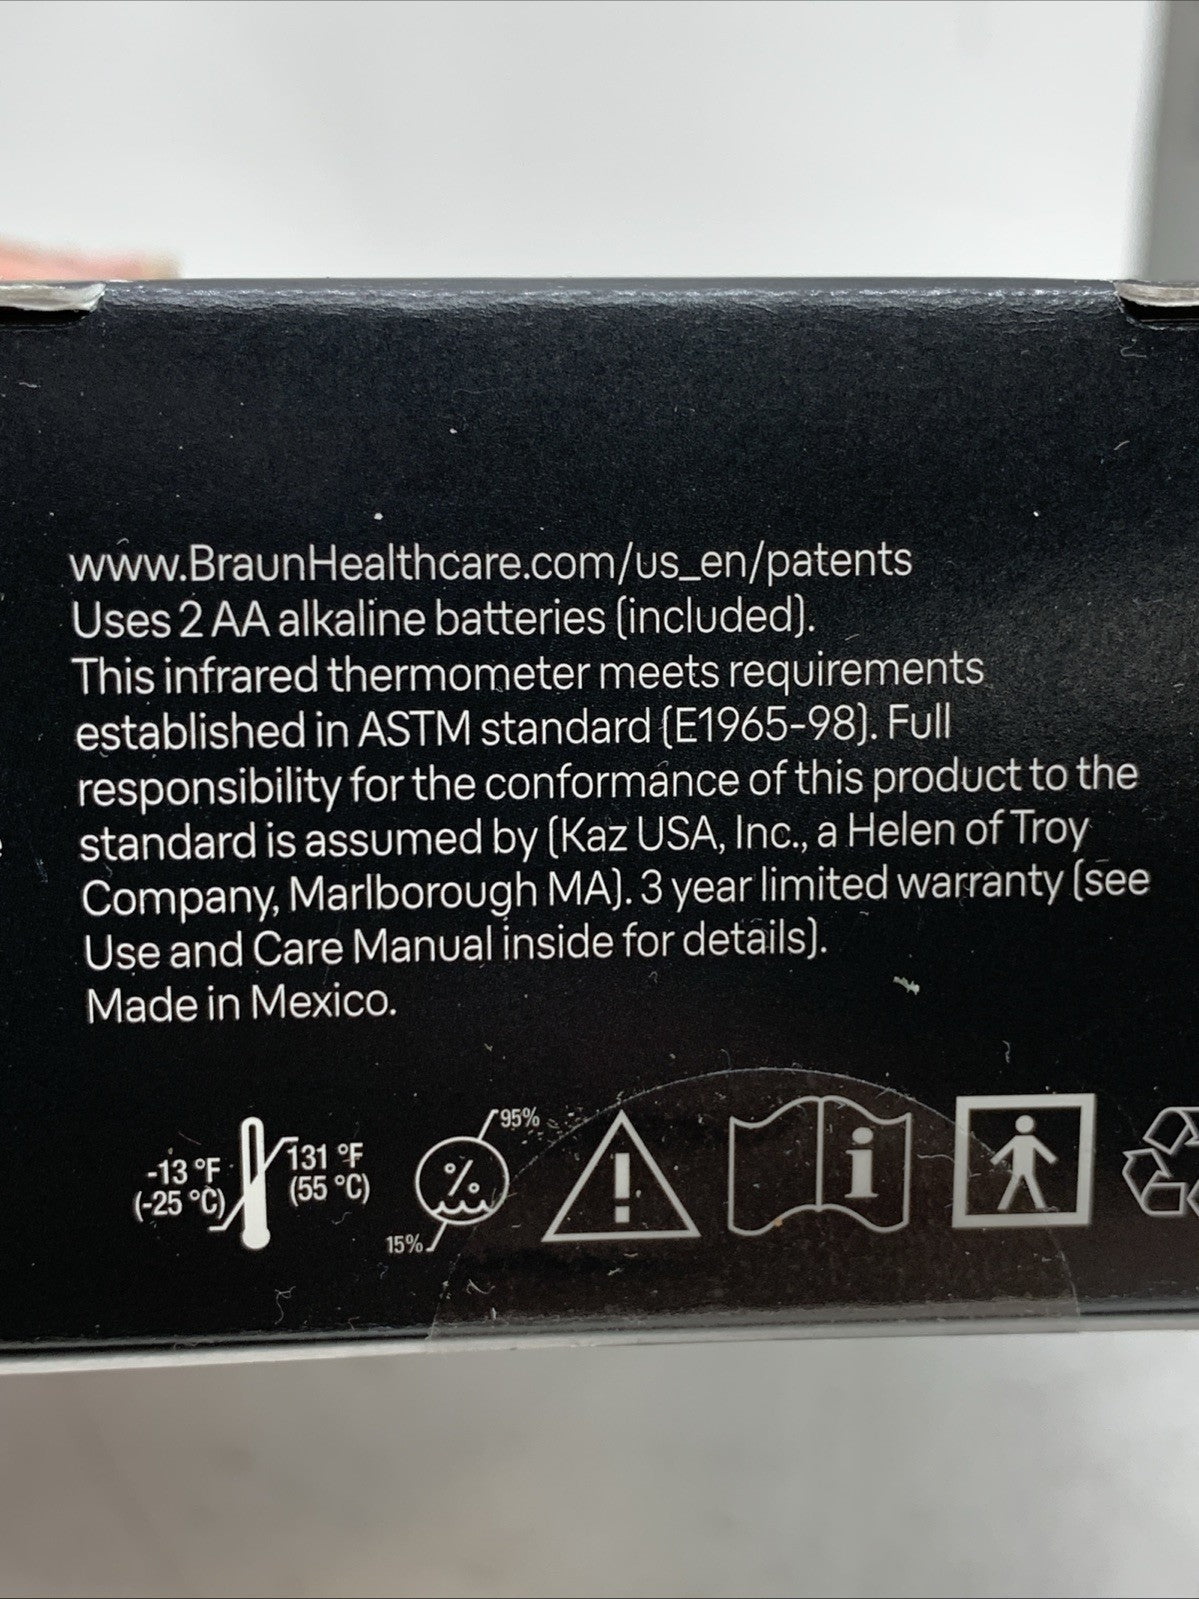 www.BraunHealthcare.com/us_en/patents
Uses 2 AA alkaline batteries (included).
This infrared thermometer meets requirements
established in ASTM standard (E1965-98). Full
responsibility for the conformance of this product to the
standard is assumed by (Kaz USA, Inc., a Helen of Troy
Company, Marlborough MA). 3 year limited warranty (see
Use and Care Manual inside for details).
Made in Mexico.
-13 °F
(-25 °C)
131 °F
(55 °C)
95%
%
15%
!
i